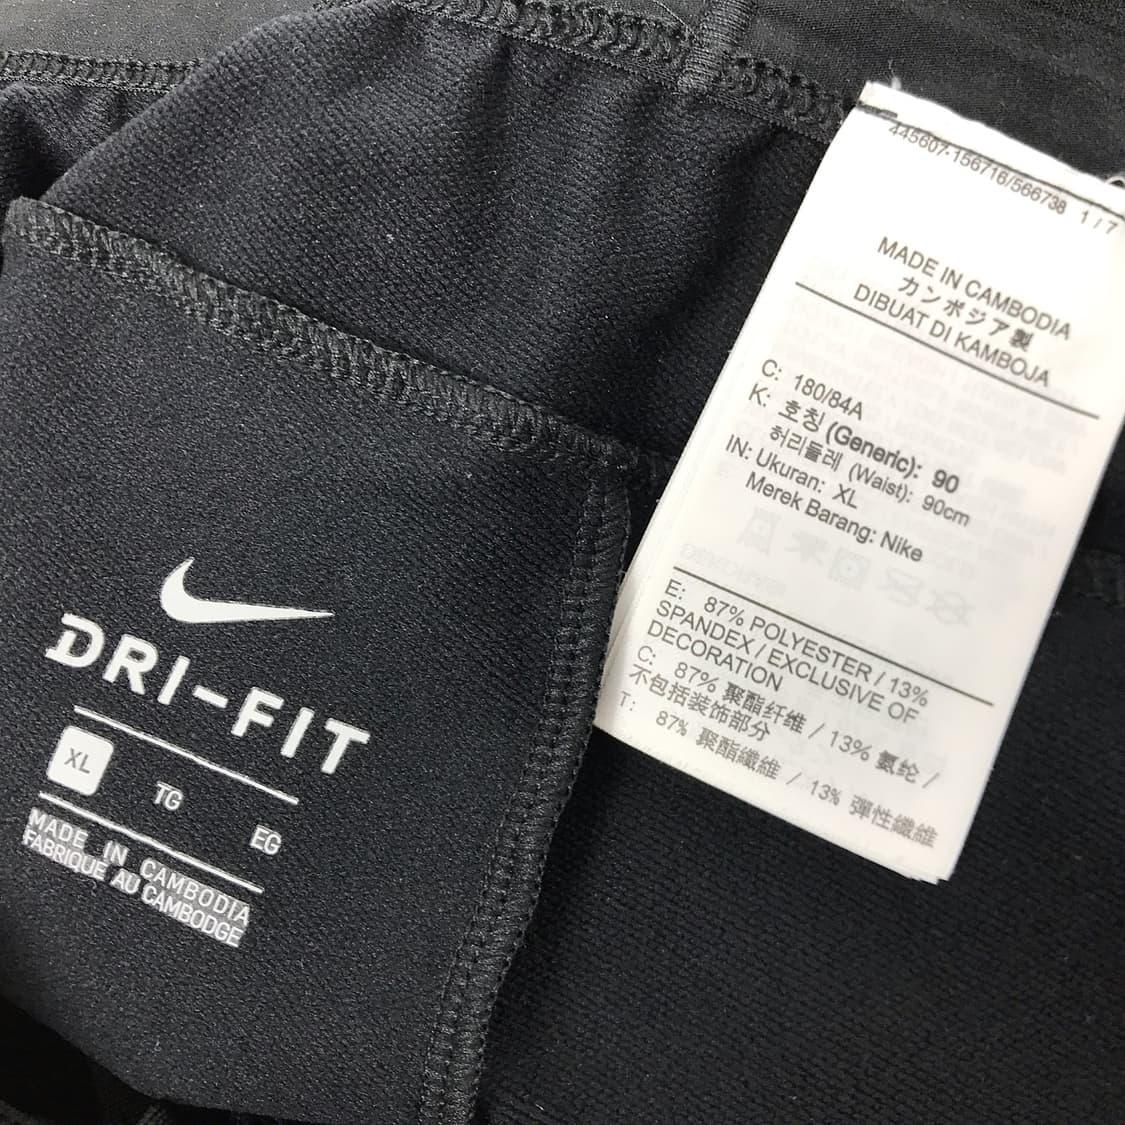 DRI-FIT
XL TG EG
MADE IN CAMBODIA
FABRIQUE AU CAMBODGE
445607-156716/566738 1 / 7
MADE IN CAMBODIA
カンボジア製
DIBUAT DI KAMBOJA
C: 180/84A
K: 호칭 (Generic): 90
허리둘레 (Waist): 90cm
IN: Ukuran: XL
Merek Barang: Nike
E: 87% POLYESTER / 13%
SPANDEX / EXCLUSIVE OF
DECORATION
C: 87% 聚酯纤维 / 13% 氨纶 /
不包括装饰部分
T: 87% 聚酯纖維 / 13% 彈性纖維